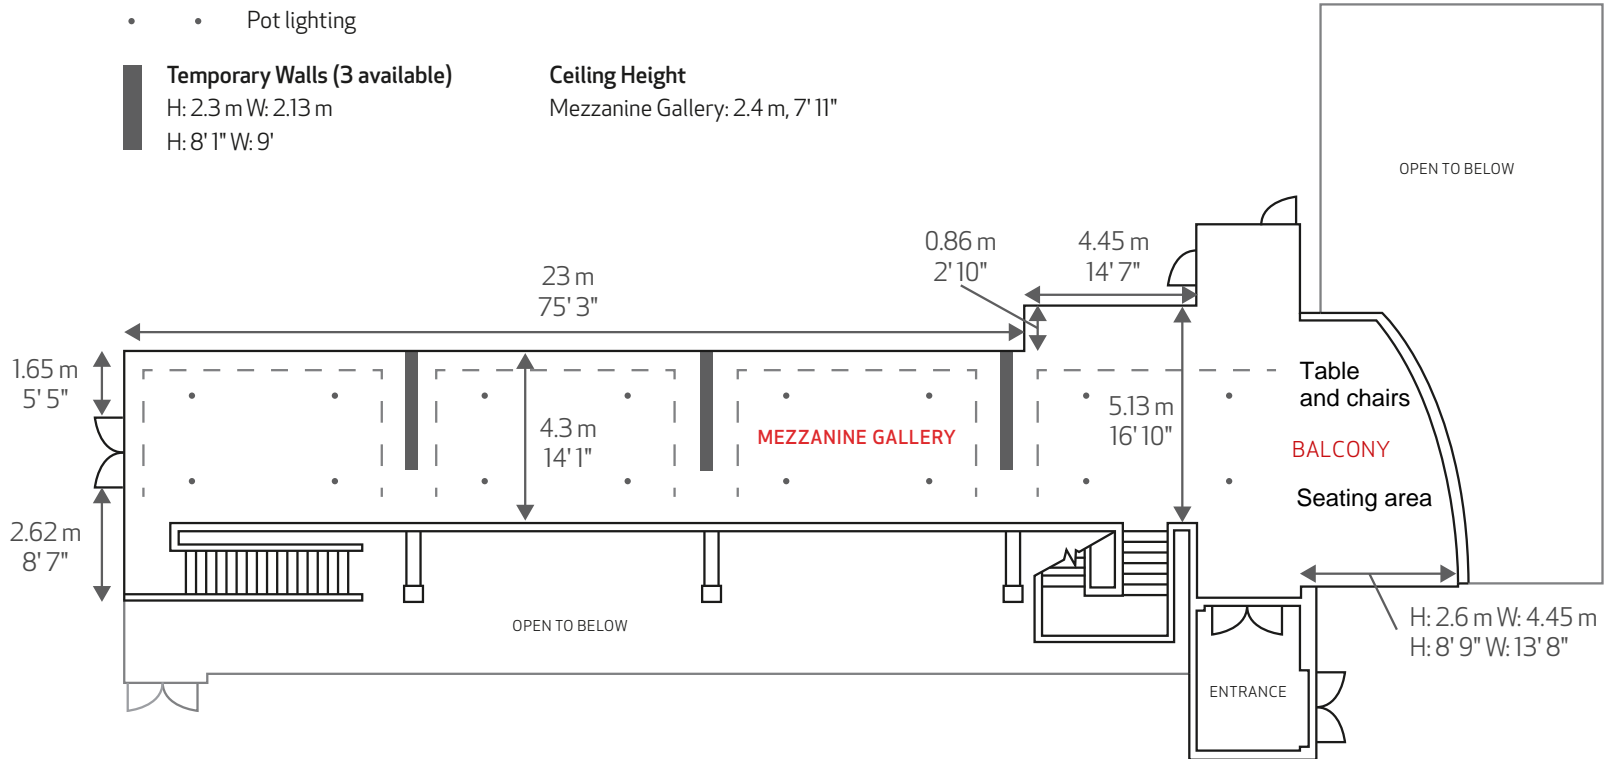 Pot lighting
Temporary Walls (3 available)
H: 2.3 m W: 2.13 m
H: 8' 1" W: 9'
Ceiling Height
Mezzanine Gallery: 2.4 m, 7' 11"
OPEN TO BELOW
0.86 m
2' 10"
4.45 m
14' 7"
23 m
75' 3"
1.65 m
5' 5"
4.3 m
14' 1"
MEZZANINE GALLERY
5.13 m
16' 10"
Table
and chairs
BALCONY
Seating area
2.62 m
8' 7"
OPEN TO BELOW
H: 2.6 m W: 4.45 m
H: 8' 9" W: 13' 8"
ENTRANCE